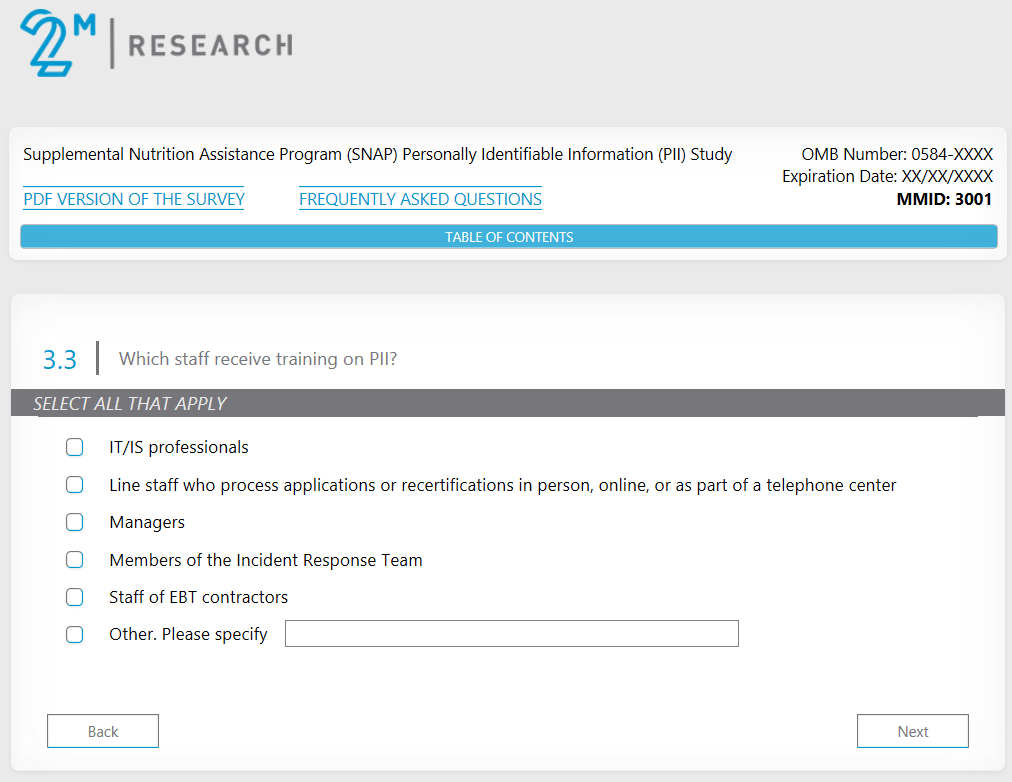 2M RESEARCH
Supplemental Nutrition Assistance Program (SNAP) Personally Identifiable Information (PII) Study
OMB Number: 0584-XXXX
Expiration Date: XX/XX/XXXX
PDF VERSION OF THE SURVEY
FREQUENTLY ASKED QUESTIONS
MMID: 3001
TABLE OF CONTENTS
3.3 Which staff receive training on PII?
SELECT ALL THAT APPLY
IT/IS professionals
Line staff who process applications or recertifications in person, online, or as part of a telephone center
Managers
Members of the Incident Response Team
Staff of EBT contractors
Other. Please specify
Back
Next